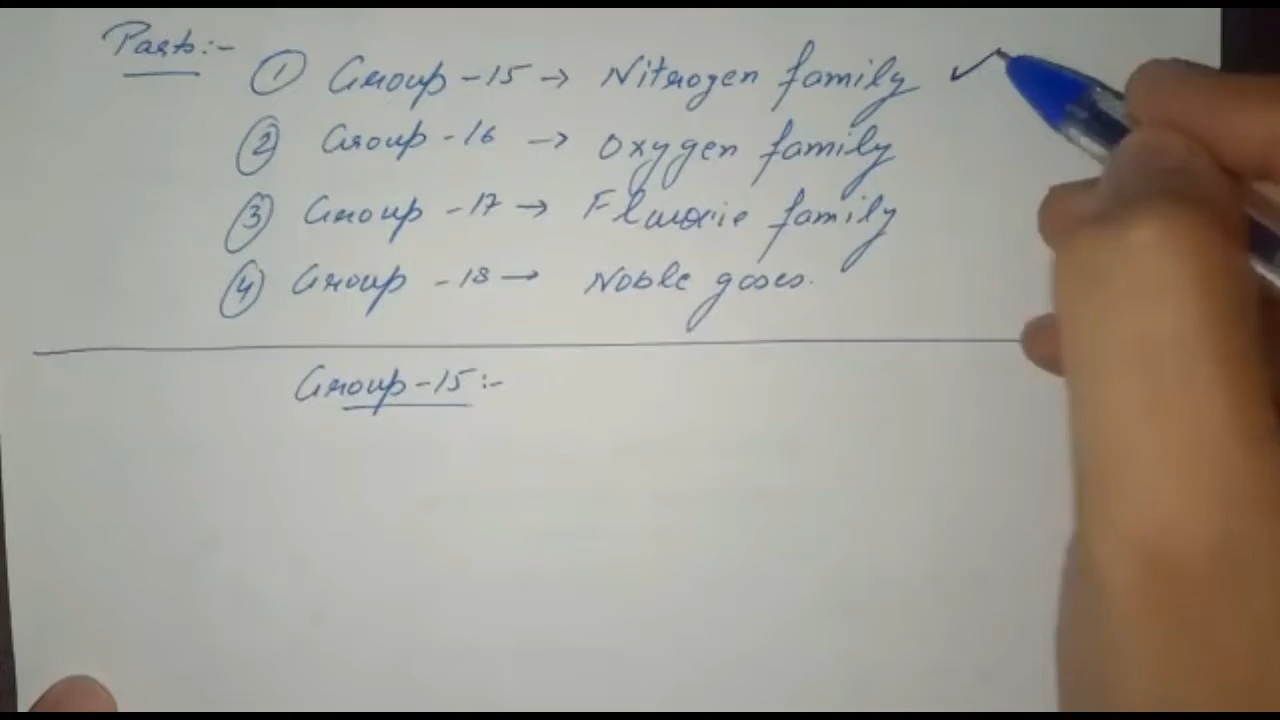 Parts:-
① Group -15 → Nitrogen family ✓
② Group -16 → Oxygen family
③ Group -17 → Fluorine family
④ Group -18 → Noble gases.
Group-15:-